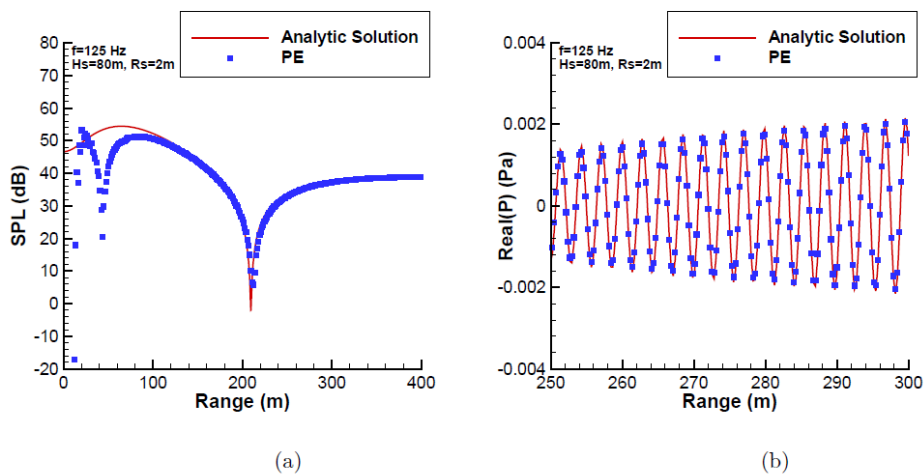 Analytic Solution
PE
f=125 Hz
Hs=80m, Rs=2m
SPL (dB)
80
70
60
50
40
30
20
10
0
-10
-20
0
100
200
300
400
Range (m)
(a)
Analytic Solution
PE
f=125 Hz
Hs=80m, Rs=2m
Real(P) (Pa)
0.004
0.002
0
-0.002
-0.004
250
260
270
280
290
300
Range (m)
(b)